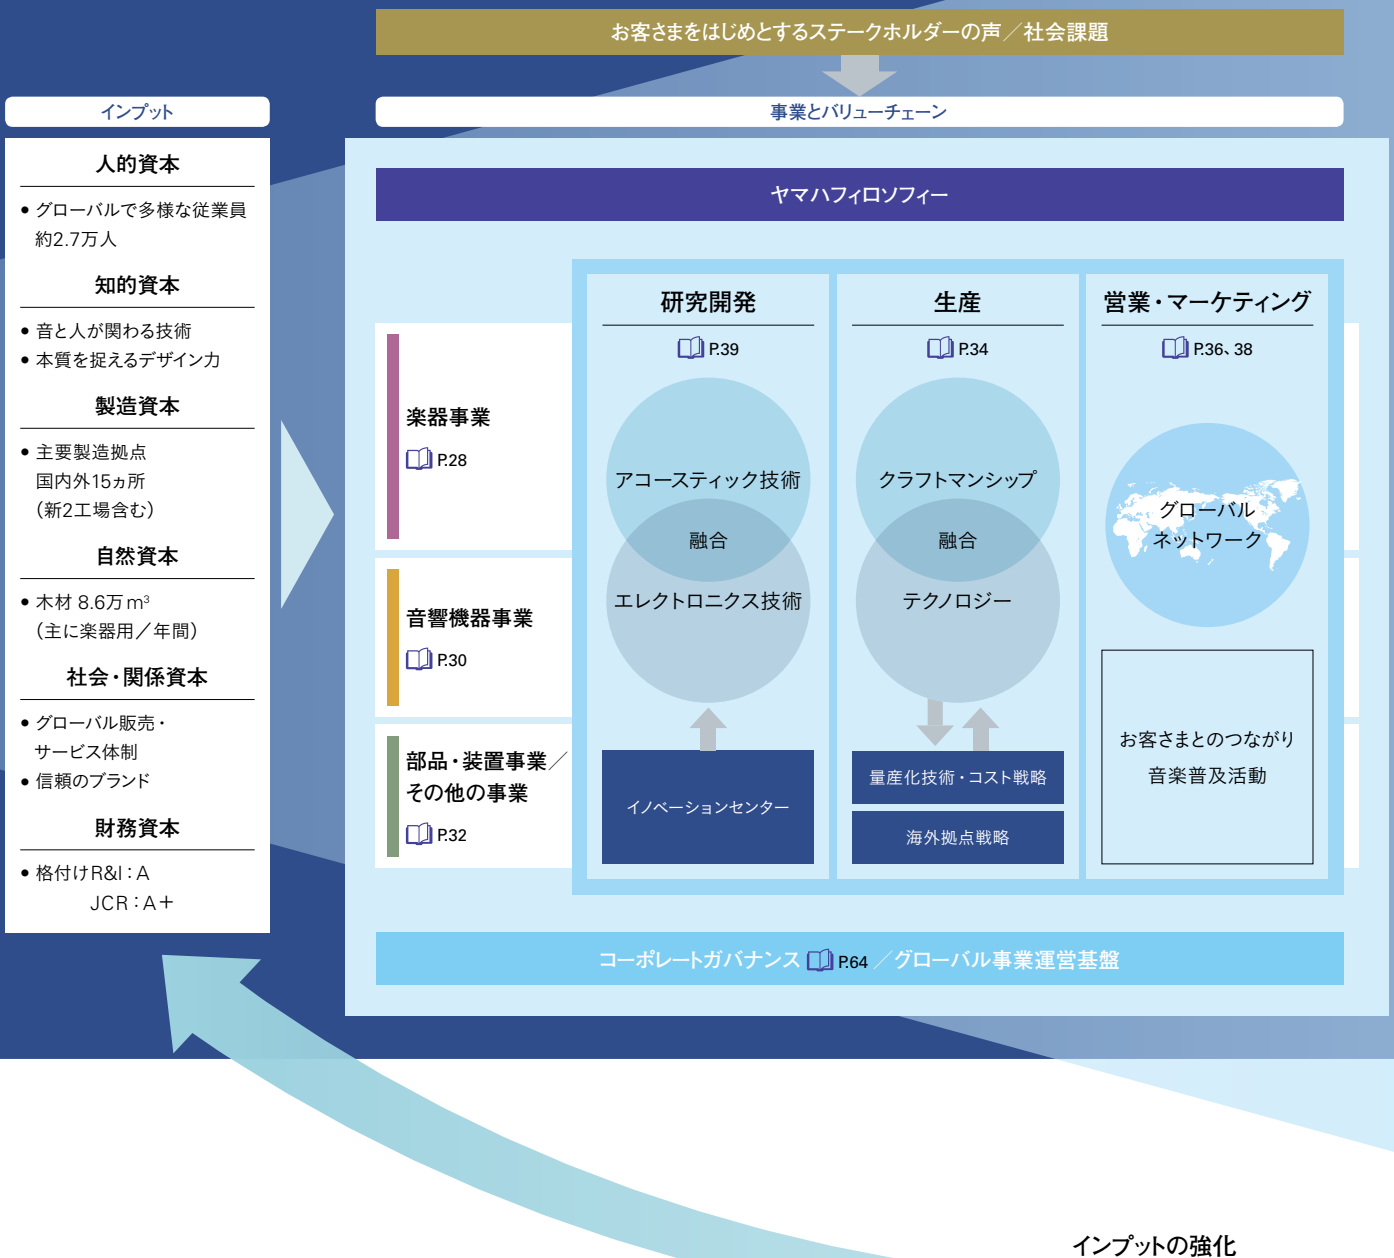 お客さまをはじめとするステークホルダーの声／社会課題
インプット
人的資本
• グローバルで多様な従業員
約2.7万人
知的資本
• 音と人が関わる技術
• 本質を捉えるデザイン力
製造資本
• 主要製造拠点
国内外15ヵ所
（新2工場含む）
自然資本
• 木材 8.6万m³
（主に楽器用／年間）
社会・関係資本
• グローバル販売・
サービス体制
• 信頼のブランド
財務資本
• 格付けR&I：A
JCR：A＋
事業とバリューチェーン
ヤマハフィロソフィー
楽器事業
P.28
音響機器事業
P.30
部品・装置事業／
その他の事業
P.32
研究開発
P.39
アコースティック技術
融合
エレクトロニクス技術
イノベーションセンター
生産
P.34
クラフトマンシップ
融合
テクノロジー
量産化技術・コスト戦略
海外拠点戦略
営業・マーケティング
P.36、38
グローバル
ネットワーク
お客さまとのつながり
音楽普及活動
コーポレートガバナンス P.64 ／グローバル事業運営基盤
インプットの強化